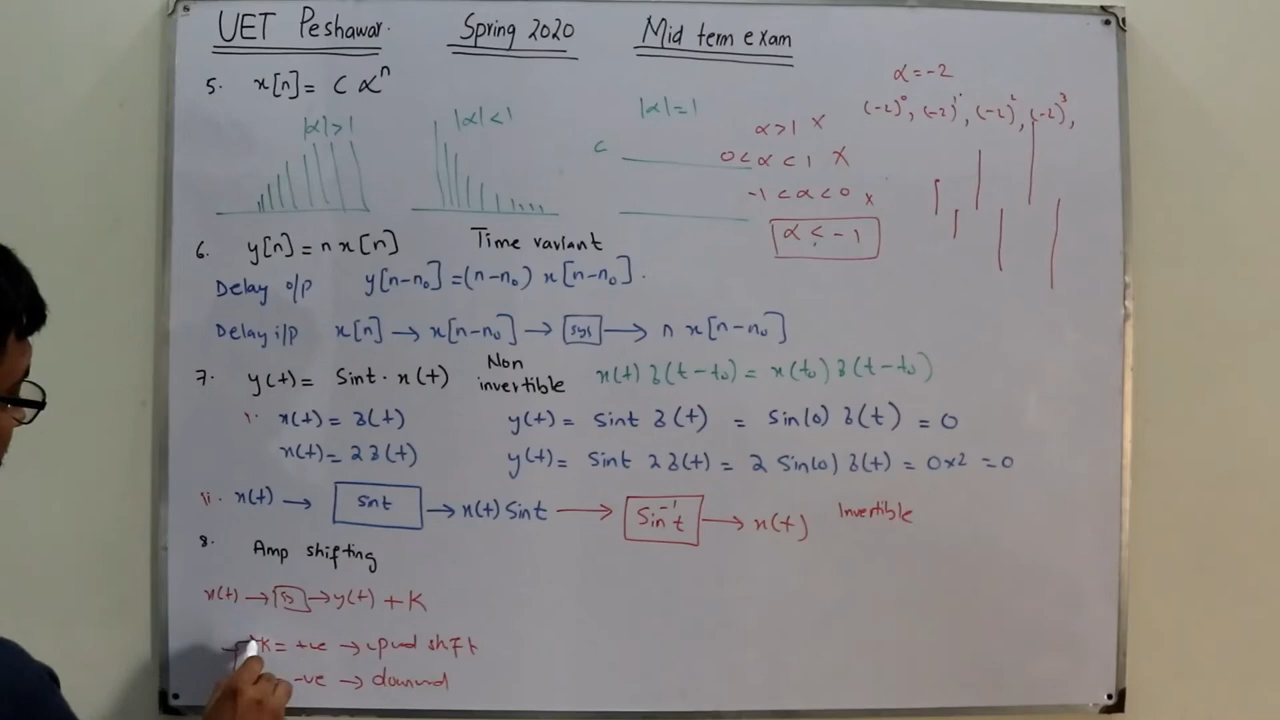 UET Peshawar. Spring 2020 Mid term exam
5. x[n] = C α^n
|α|>1 |α|<1 |α|=1
C
α>1 ×
0<α<1 ×
-1<α<0 ×
α<-1
α=-2
(-2)^0, (-2)^1, (-2)^2, (-2)^3,
6. y[n] = n x[n] Time variant
Delay o/p y[n-n₀] = (n-n₀) x[n-n₀].
Delay i/p x[n] → x[n-n₀] → sys → n x[n-n₀]
7. y(t) = Sint · x(t) Non invertible x(t) δ(t-t₀) = x(t₀) δ(t-t₀)
i. x(t) = δ(t) y(t) = Sint δ(t) = Sin(0) δ(t) = 0
x(t) = 2δ(t) y(t) = Sint 2δ(t) = 2 Sin(0) δ(t) = 0x2 = 0
ii. x(t) → Sint → x(t) Sint → Sin⁻¹t → x(t) Invertible
8. Amp shifting
x(t) → → y(t) + K
K = +ve → upwd shift
-ve → downwd